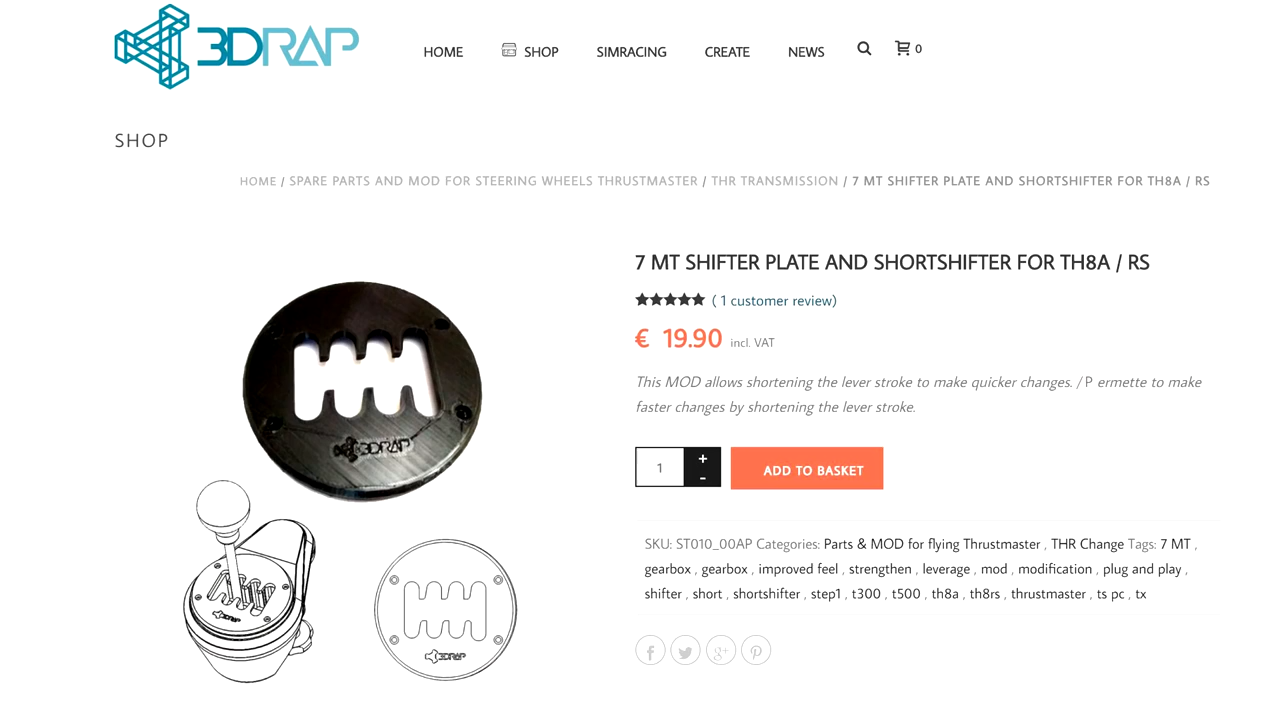 3DRAP
HOME SHOP SIMRACING CREATE NEWS 0
SHOP
HOME / SPARE PARTS AND MOD FOR STEERING WHEELS THRUSTMASTER / THR TRANSMISSION / 7 MT SHIFTER PLATE AND SHORTSHIFTER FOR TH8A / RS
7 MT SHIFTER PLATE AND SHORTSHIFTER FOR TH8A / RS
( 1 customer review)
€ 19.90 incl. VAT
This MOD allows shortening the lever stroke to make quicker changes. / P ermette to make
faster changes by shortening the lever stroke.
1 + -
ADD TO BASKET
SKU: ST010_00AP Categories: Parts & MOD for flying Thrustmaster , THR Change Tags: 7 MT ,
gearbox , gearbox , improved feel , strengthen , leverage , mod , modification , plug and play ,
shifter , short , shortshifter , step1 , t300 , t500 , th8a , th8rs , thrustmaster , ts pc , tx
3DRAP
3DRAP
3DRAP